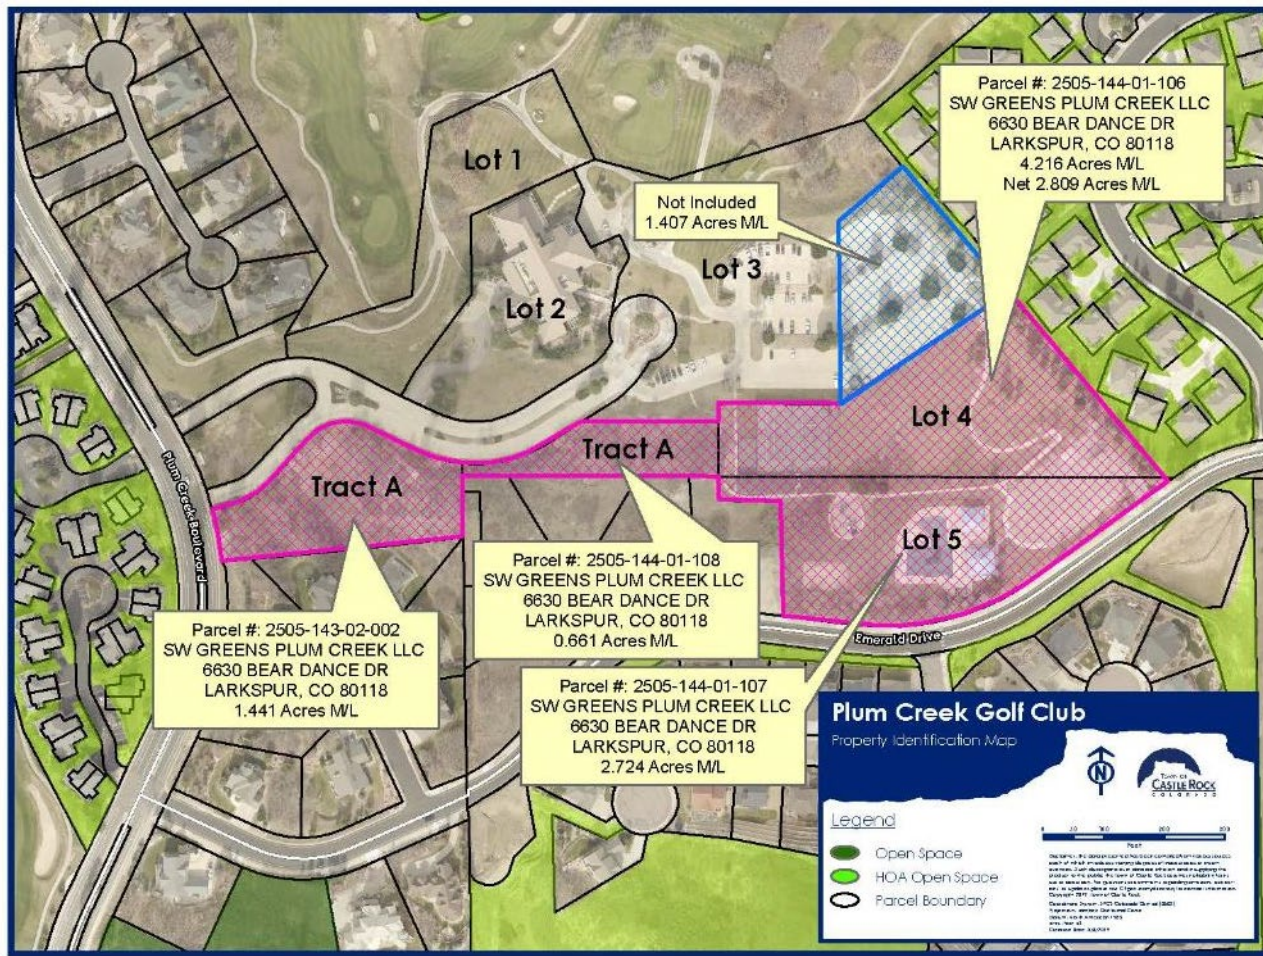 Parcel #: 2505-144-01-106
SW GREENS PLUM CREEK LLC
6630 BEAR DANCE DR
LARKSPUR, CO 80118
4.216 Acres M/L
Net 2.809 Acres M/L
Lot 1
Not Included
1.407 Acres M/L
Lot 3
Lot 2
Lot 4
Tract A
Tract A
Plum Creek Boulevard
Lot 5
Parcel #: 2505-144-01-108
SW GREENS PLUM CREEK LLC
6630 BEAR DANCE DR
LARKSPUR, CO 80118
0.661 Acres M/L
Emerald Drive
Parcel #: 2505-143-02-002
SW GREENS PLUM CREEK LLC
6630 BEAR DANCE DR
LARKSPUR, CO 80118
1.441 Acres M/L
Parcel #: 2505-144-01-107
SW GREENS PLUM CREEK LLC
6630 BEAR DANCE DR
LARKSPUR, CO 80118
2.724 Acres M/L
Plum Creek Golf Club
Property Identification Map
N
TOWN OF
CASTLE ROCK
COLORADO
Legend
Open Space
HOA Open Space
Parcel Boundary
Feet